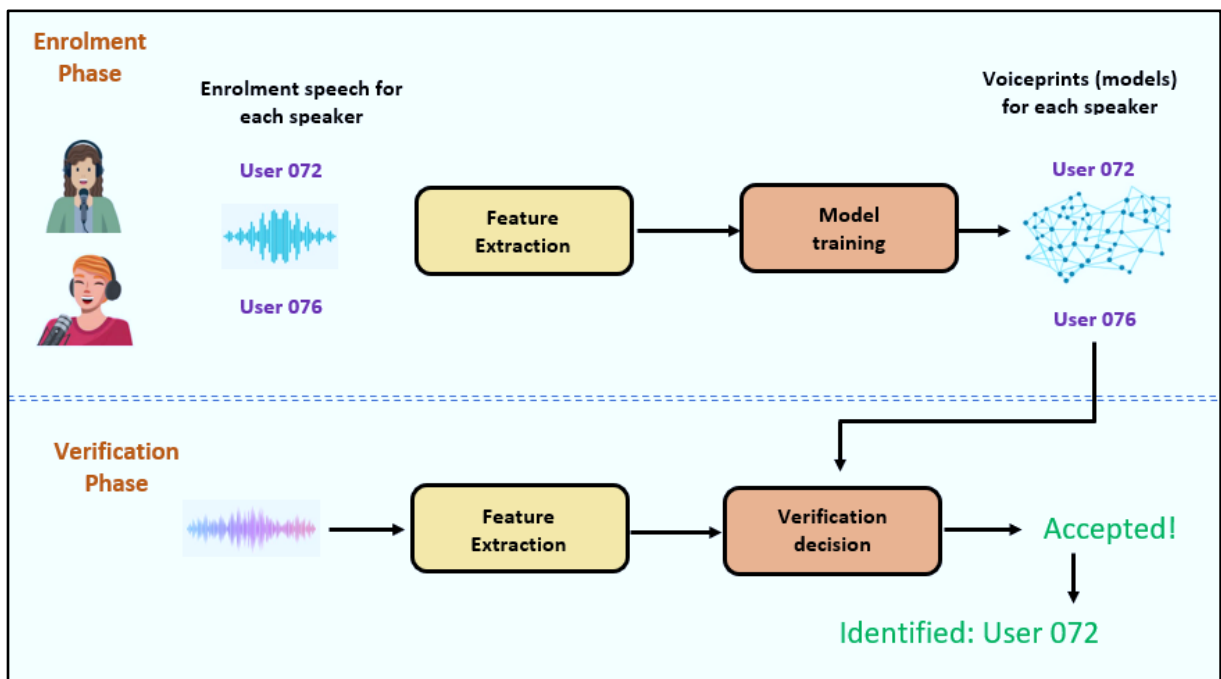 Enrolment
Phase
Enrolment speech for
each speaker
Voiceprints (models)
for each speaker
User 072
User 072
Feature
Extraction
Model
training
User 076
User 076
Verification
Phase
Feature
Extraction
Verification
decision
Accepted!
Identified: User 072